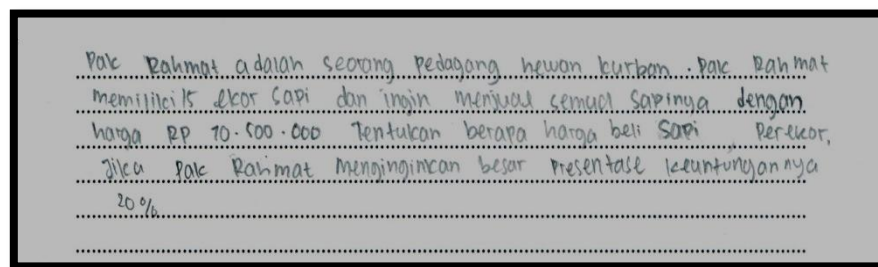 Pak Rahmat adalah seorang pedagang hewan kurban. Pak Rahmat
memiliki 5 ekor sapi dan ingin menjual semua sapinya dengan
harga RP 70.500.000 Tentukan berapa harga beli Sapi Perekor,
Jika Pak Rahmat menginginkan besar Presentase keuntungannya
20%